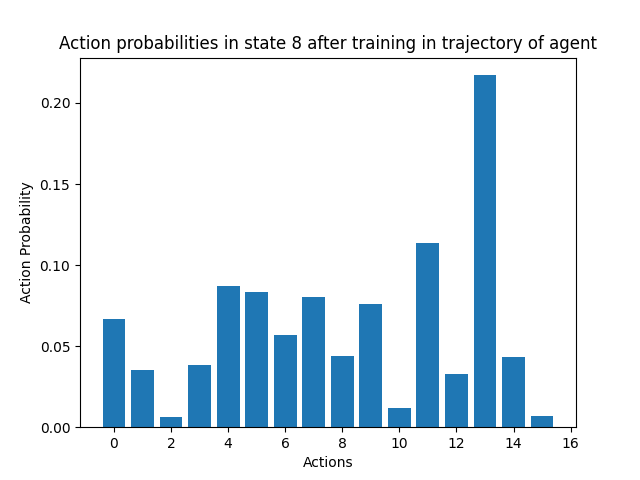 Action probabilities in state 8 after training in trajectory of agent
0.20
0.15
0.10
0.05
0.00
Action Probability
0 2 4 6 8 10 12 14 16
Actions